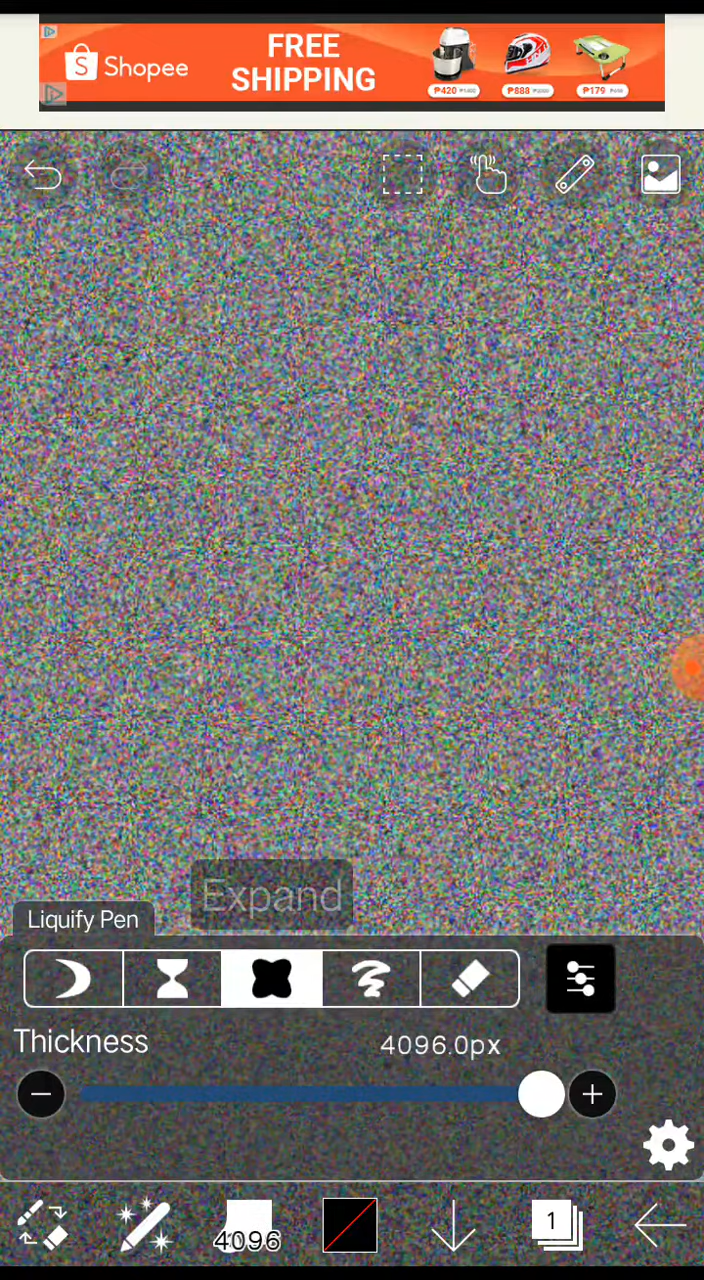 Shopee
FREE
SHIPPING
₱420
₱888
₱179
Expand
Liquify Pen
Thickness
4096.0px
4096
1